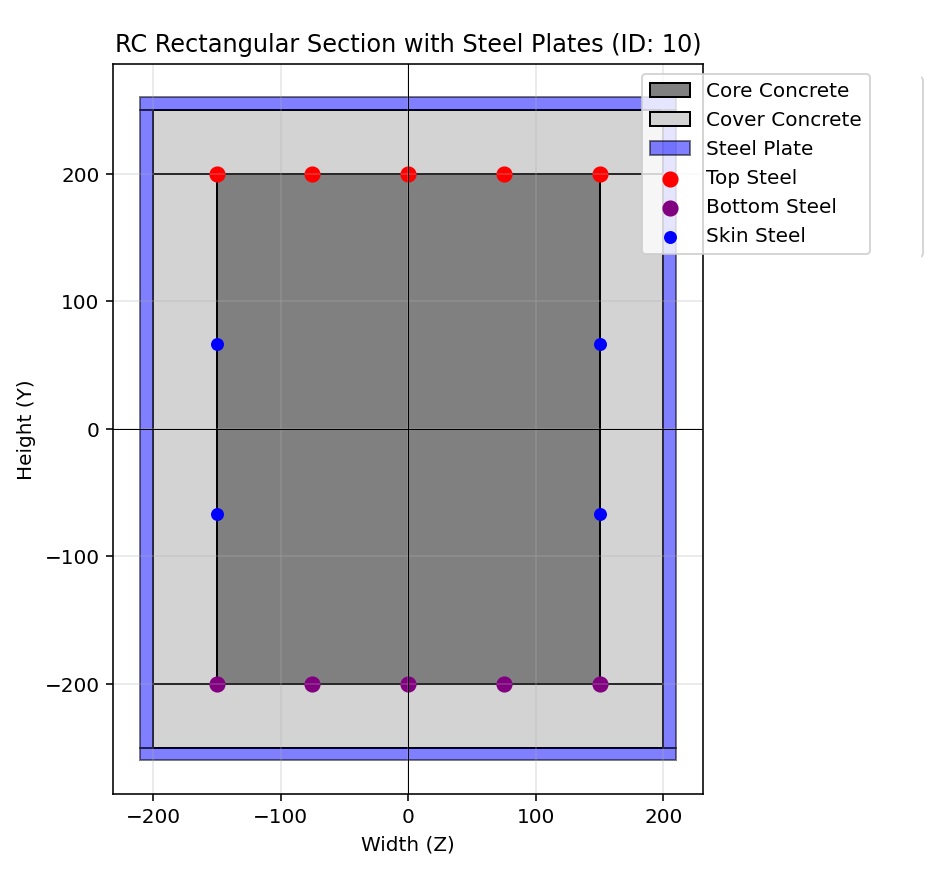 RC Rectangular Section with Steel Plates (ID: 10)
Core Concrete
Cover Concrete
Steel Plate
Top Steel
Bottom Steel
Skin Steel
Height (Y)
200
100
0
−100
−200
−200
−100
0
100
200
Width (Z)